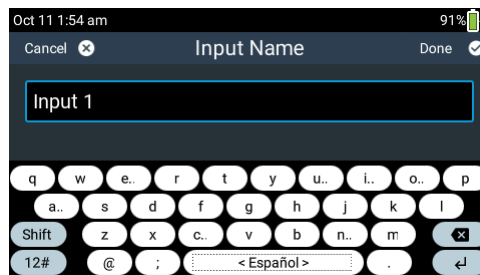 Oct 11 1:54 am 91%
Cancel Input Name Done
Input 1
q w e.. r t y u.. i.. o.. p
a.. s d f g h j k l
Shift z x c.. v b n.. m
12# @ ; < Español > .